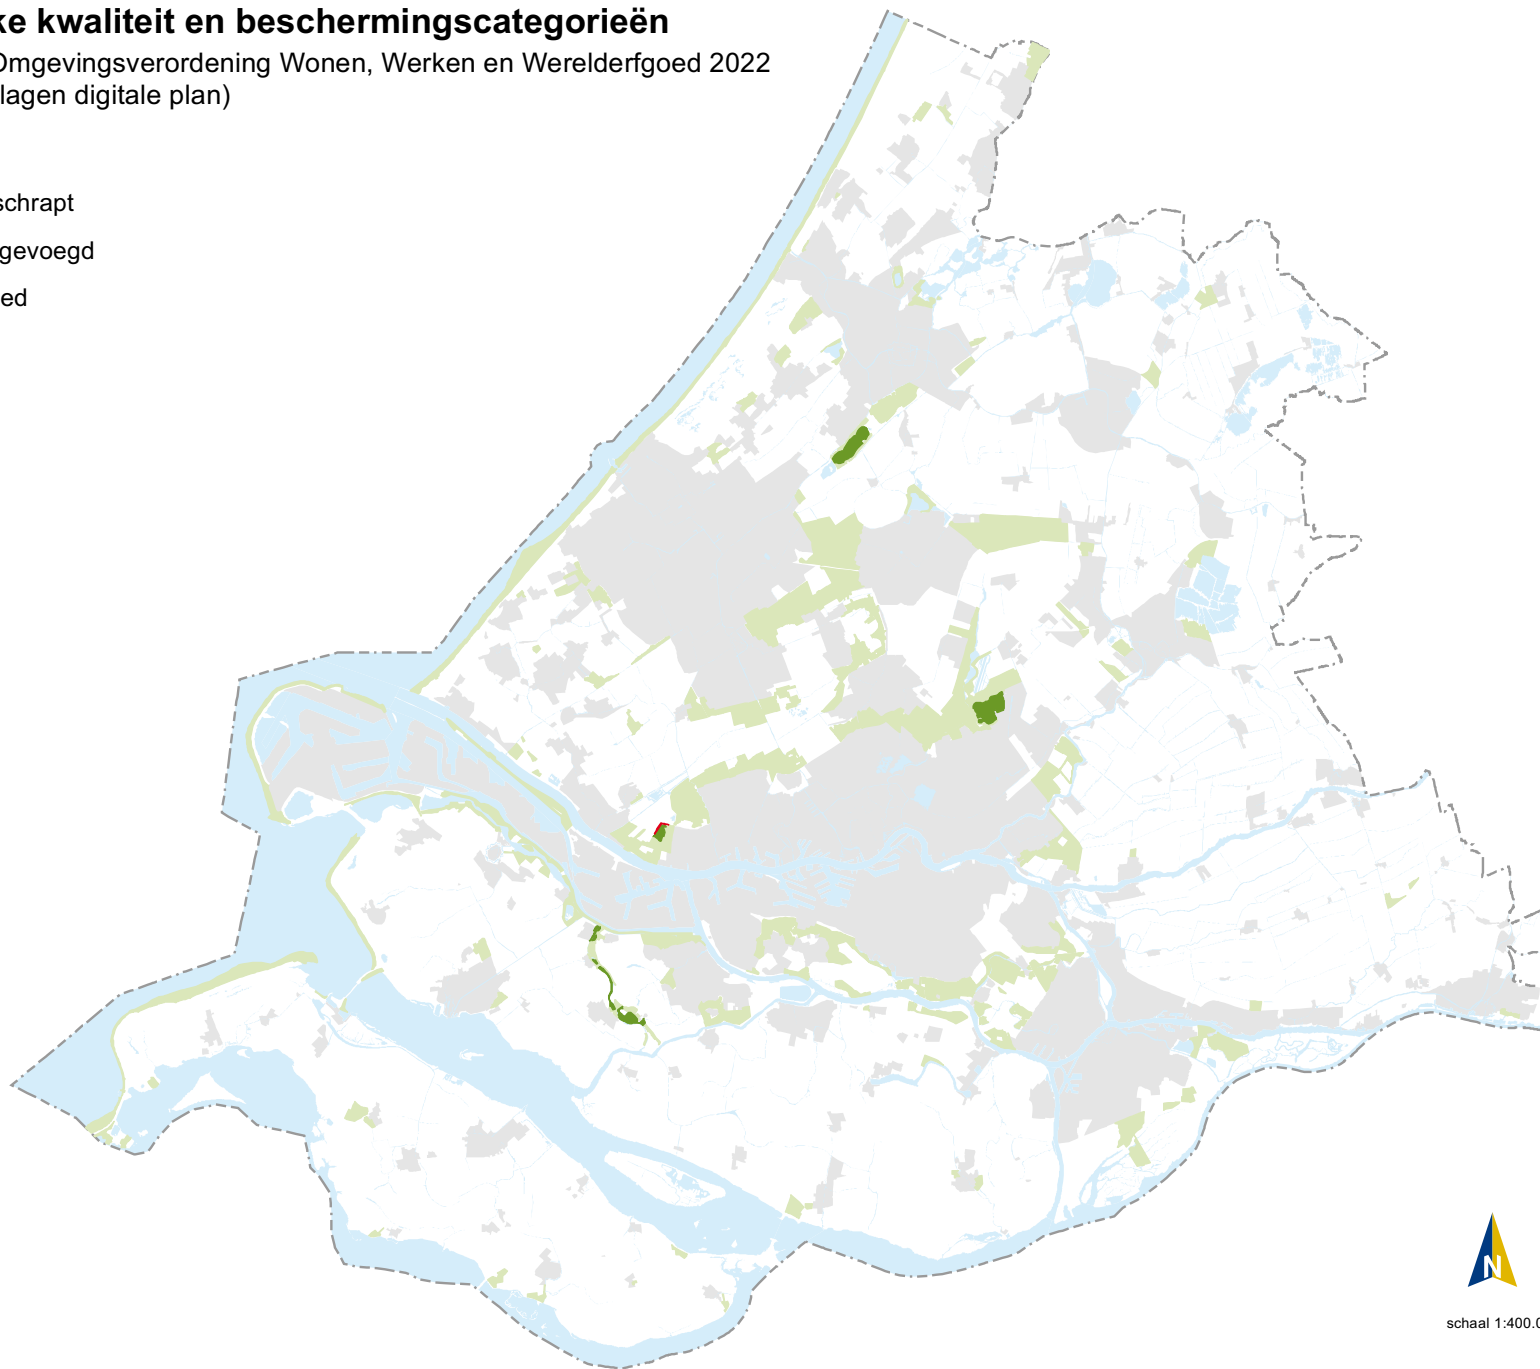 ke kwaliteit en beschermingscategorieën
Omgevingsverordening Wonen, Werken en Werelderfgoed 2022
lagen digitale plan)
schrapt
gevoegd
ed
N
schaal 1:400.0